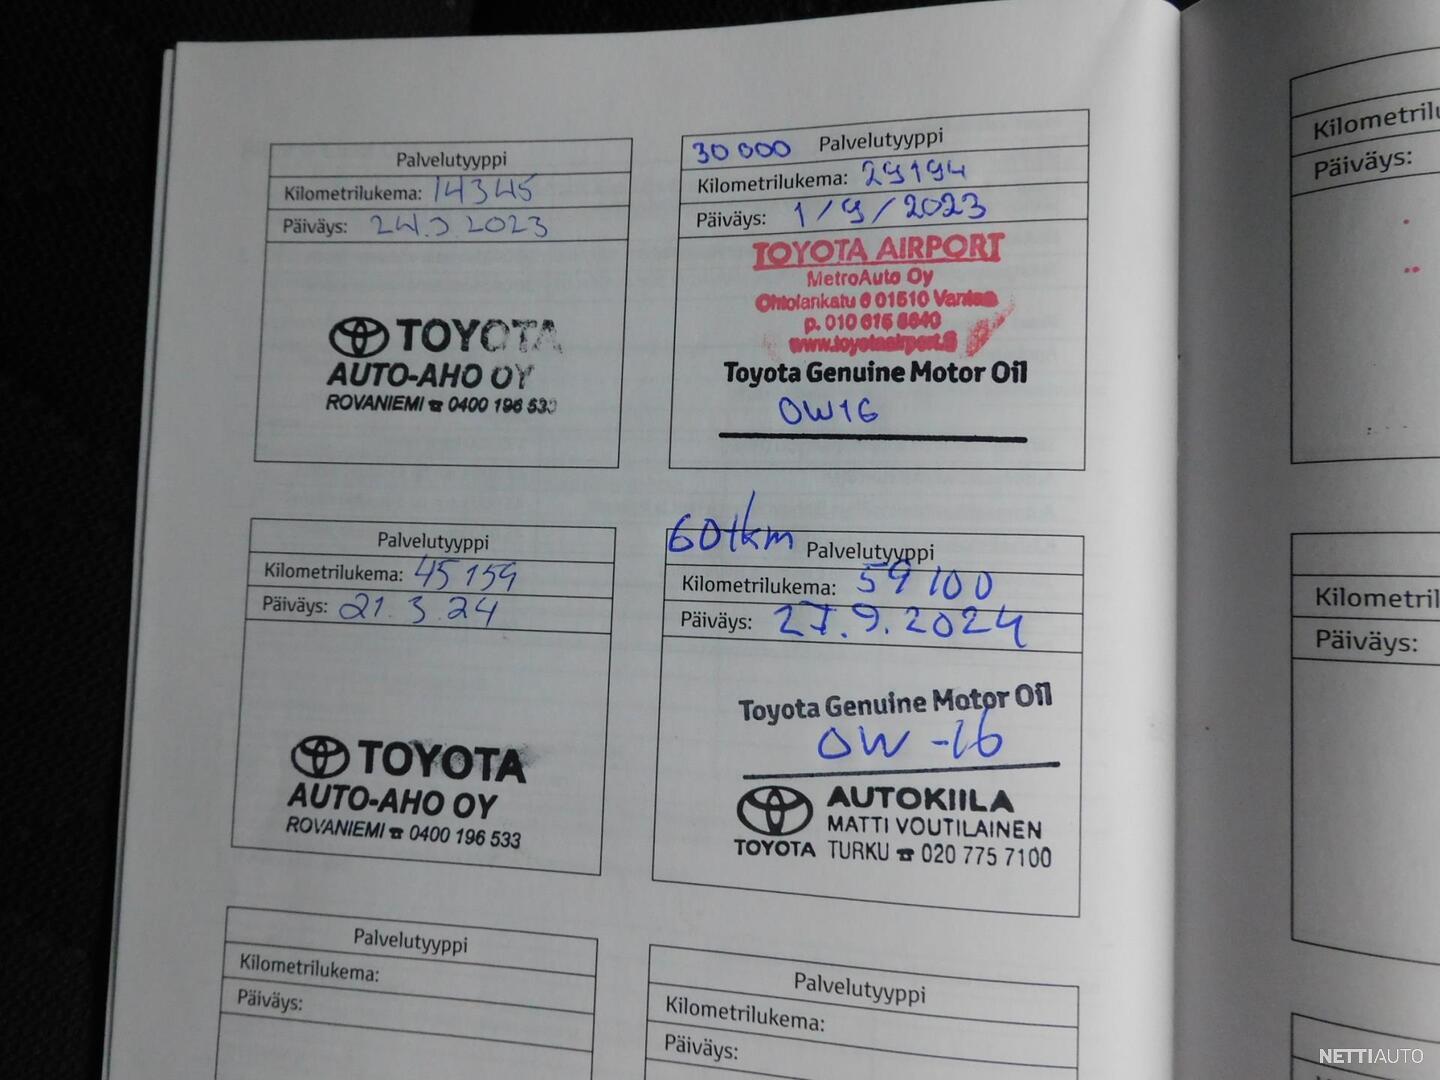 Palvelutyyppi
Kilometrilukema: 14345
Päiväys: 24.3.2023
TOYOTA
AUTO-AHO OY
ROVANIEMI ☎ 0400 196 533
30 000 Palvelutyyppi
Kilometrilukema: 29194
Päiväys: 1/9/2023
TOYOTA AIRPORT
MetroAuto Oy
Ohtolankatu 6 01510 Vantaa
p. 010 615 8640
www.toyotaairport.fi
Toyota Genuine Motor Oil
0W16
Palvelutyyppi
Kilometrilukema: 45159
Päiväys: 21.3.24
TOYOTA
AUTO-AHO OY
ROVANIEMI ☎ 0400 196 533
60tkm Palvelutyyppi
Kilometrilukema: 59100
Päiväys: 27.9.2024
Toyota Genuine Motor Oil
0W-16
AUTOKIILA
MATTI VOUTILAINEN
TOYOTA TURKU ☎ 020 775 7100
Palvelutyyppi
Kilometrilukema:
Päiväys:
Palvelutyyppi
Kilometrilukema:
Päiväys:
Kilometrilu
Päiväys:
Kilometril
Päiväys:
NETTIAUTO